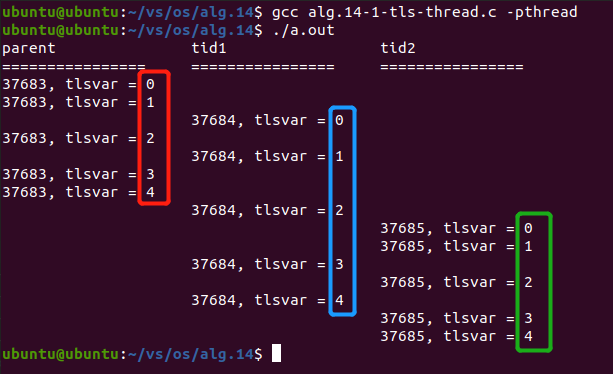 ubuntu@ubuntu:~/vs/os/alg.14$ gcc alg.14-1-tls-thread.c -pthread
ubuntu@ubuntu:~/vs/os/alg.14$ ./a.out
parent tid1 tid2
================ ================ ================
37683, tlsvar = 0
37683, tlsvar = 1
37684, tlsvar = 0
37683, tlsvar = 2
37684, tlsvar = 1
37683, tlsvar = 3
37683, tlsvar = 4
37684, tlsvar = 2
37685, tlsvar = 0
37685, tlsvar = 1
37684, tlsvar = 3
37685, tlsvar = 2
37684, tlsvar = 4
37685, tlsvar = 3
37685, tlsvar = 4
ubuntu@ubuntu:~/vs/os/alg.14$